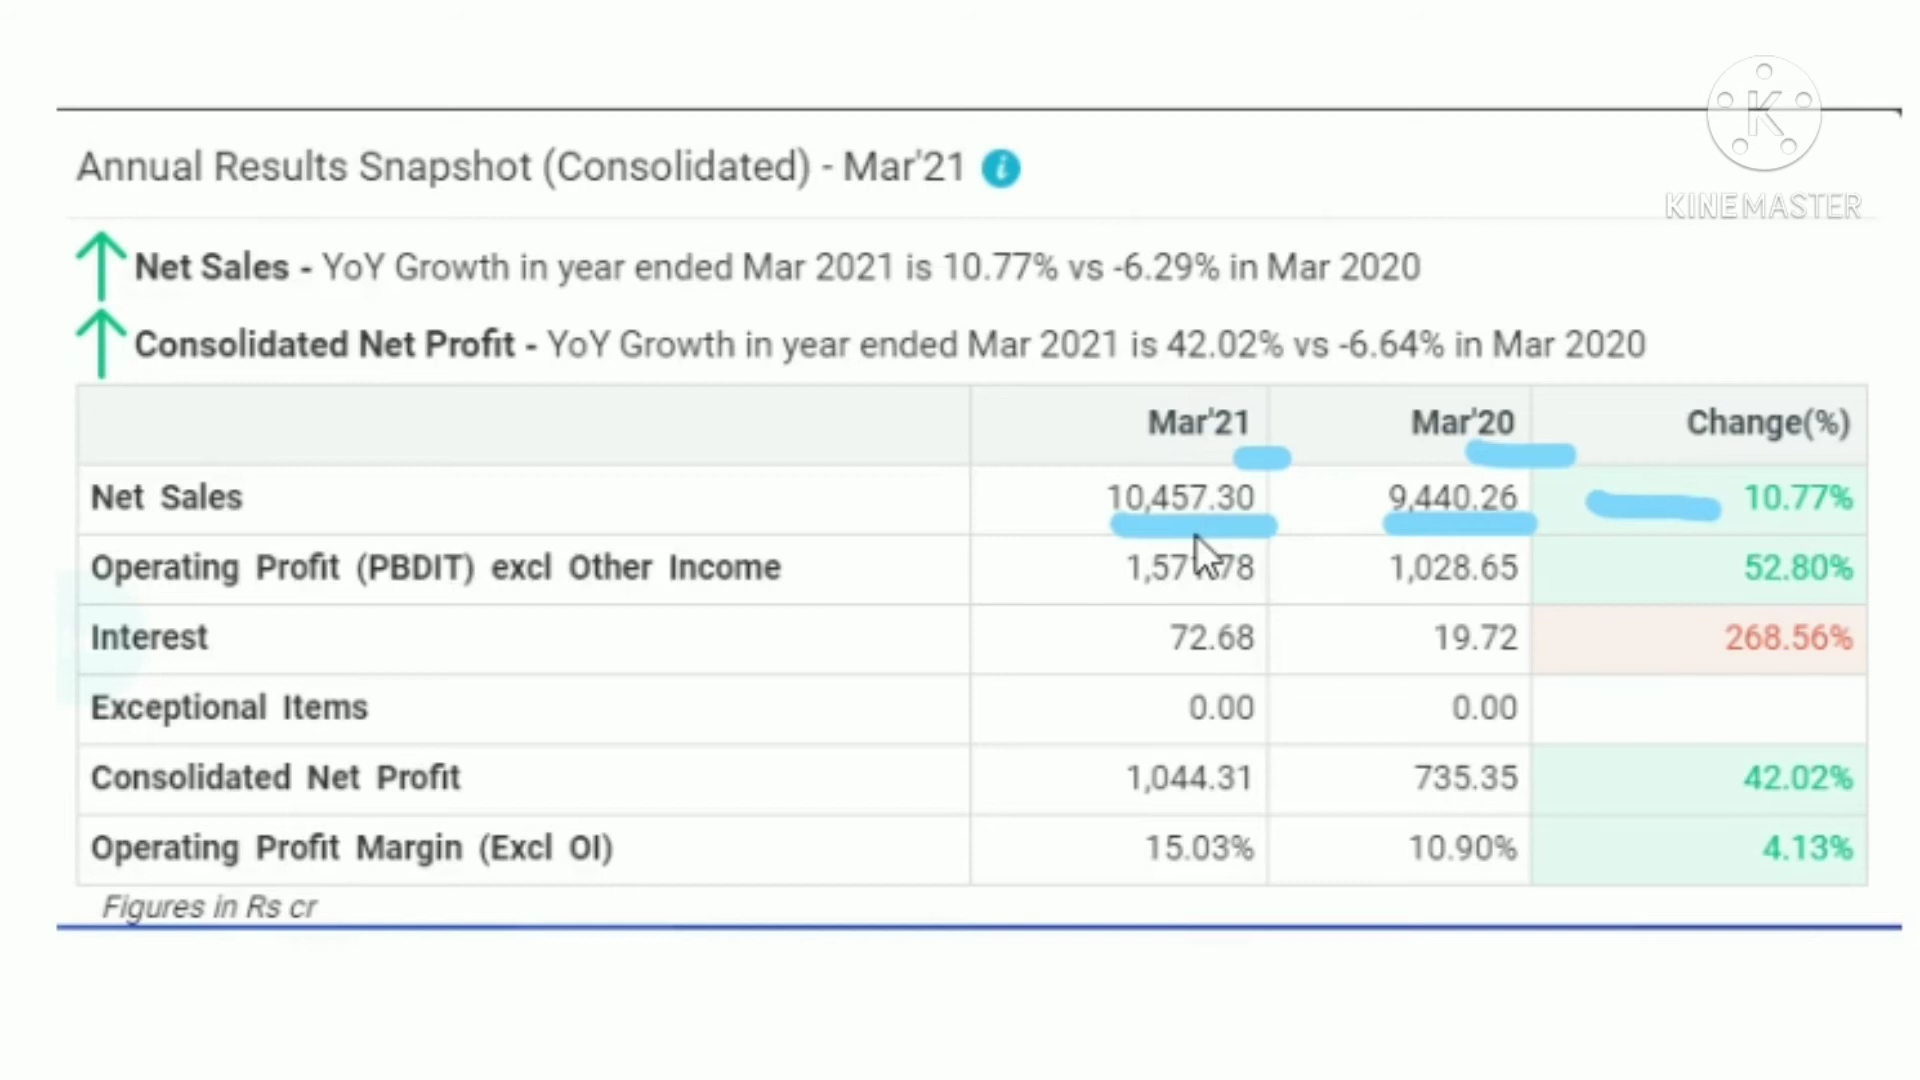 K
KINEMASTER
Annual Results Snapshot (Consolidated) - Mar'21 i
Net Sales - YoY Growth in year ended Mar 2021 is 10.77% vs -6.29% in Mar 2020
Consolidated Net Profit - YoY Growth in year ended Mar 2021 is 42.02% vs -6.64% in Mar 2020
Mar'21 Mar'20 Change(%)
Net Sales 10,457.30 9,440.26 10.77%
Operating Profit (PBDIT) excl Other Income 1,028.65 52.80%
Interest 72.68 19.72 268.56%
Exceptional Items 0.00 0.00
Consolidated Net Profit 1,044.31 735.35 42.02%
Operating Profit Margin (Excl OI) 15.03% 10.90% 4.13%
Figures in Rs cr